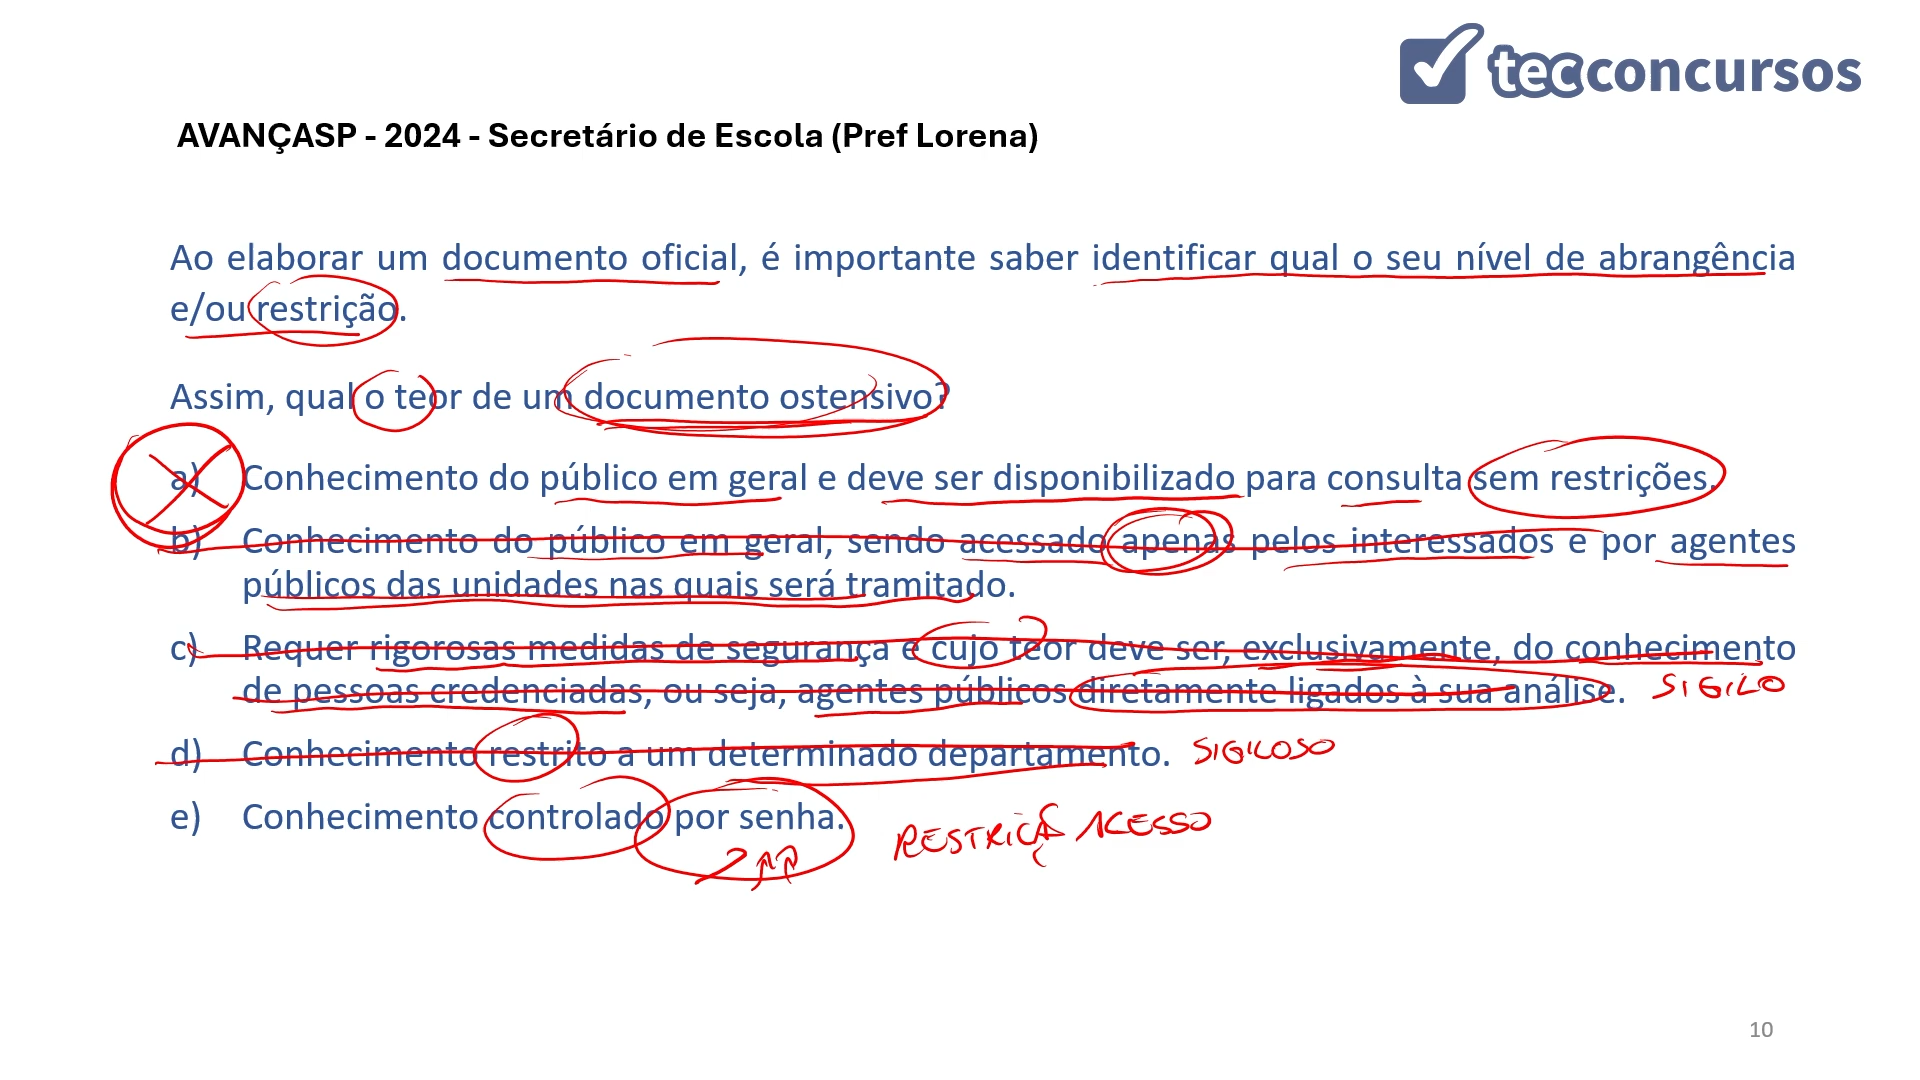 tecconcursos
AVANÇASP - 2024 - Secretário de Escola (Pref Lorena)
Ao elaborar um documento oficial, é importante saber identificar qual o seu nível de abrangência
e/ou restrição.
Assim, qual o teor de um documento ostensivo?
a) Conhecimento do público em geral e deve ser disponibilizado para consulta sem restrições.
b) Conhecimento do público em geral, sendo acessado apenas pelos interessados e por agentes
públicos das unidades nas quais será tramitado.
c) Requer rigorosas medidas de segurança e cujo teor deve ser, exclusivamente, do conhecimento
de pessoas credenciadas, ou seja, agentes públicos diretamente ligados à sua análise. SIGILO
d) Conhecimento restrito a um determinado departamento. SIGILOSO
e) Conhecimento controlado por senha. ACESSO
10